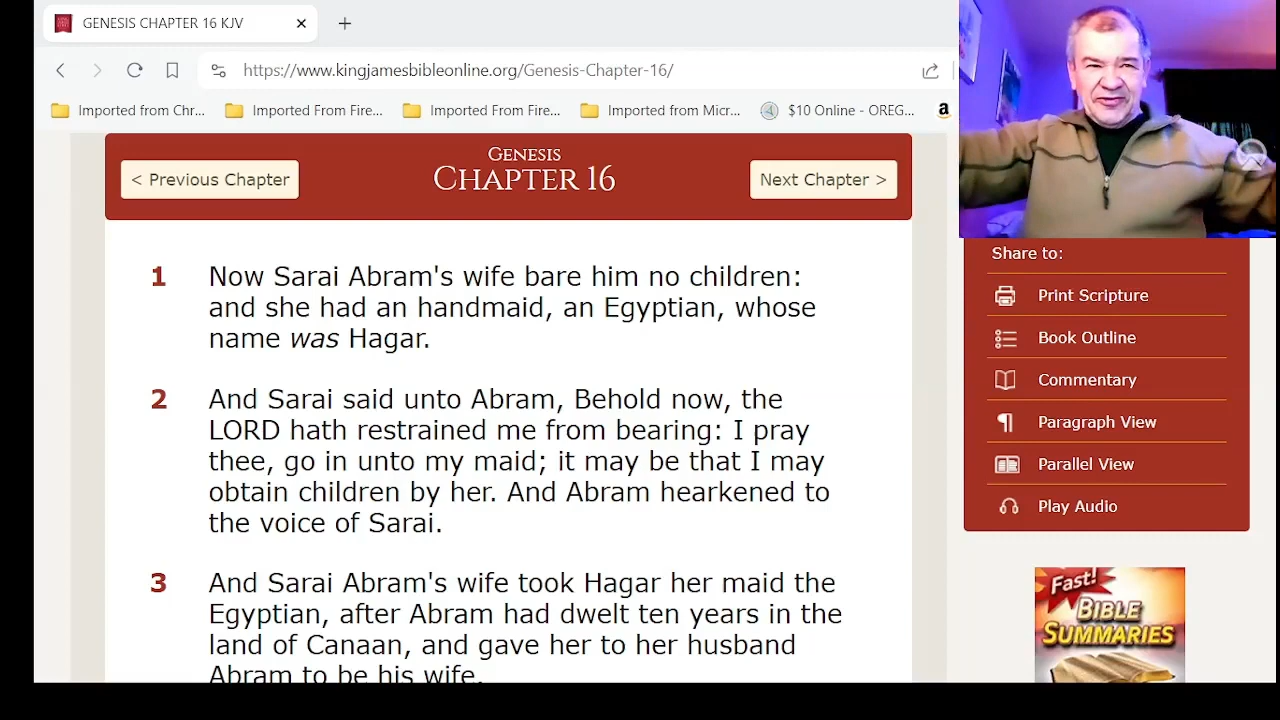 GENESIS CHAPTER 16 KJV
https://www.kingjamesbibleonline.org/Genesis-Chapter-16/
Imported from Chr... Imported From Fire... Imported From Fire... Imported from Micr... $10 Online - OREG... a
< Previous Chapter
GENESIS
CHAPTER 16
Next Chapter >
1 Now Sarai Abram's wife bare him no children:
and she had an handmaid, an Egyptian, whose
name was Hagar.
2 And Sarai said unto Abram, Behold now, the
LORD hath restrained me from bearing: I pray
thee, go in unto my maid; it may be that I may
obtain children by her. And Abram hearkened to
the voice of Sarai.
3 And Sarai Abram's wife took Hagar her maid the
Egyptian, after Abram had dwelt ten years in the
land of Canaan, and gave her to her husband
Abram to be his wife.
Share to:
Print Scripture
Book Outline
Commentary
Paragraph View
Parallel View
Play Audio
Fast!
BIBLE
SUMMARIES